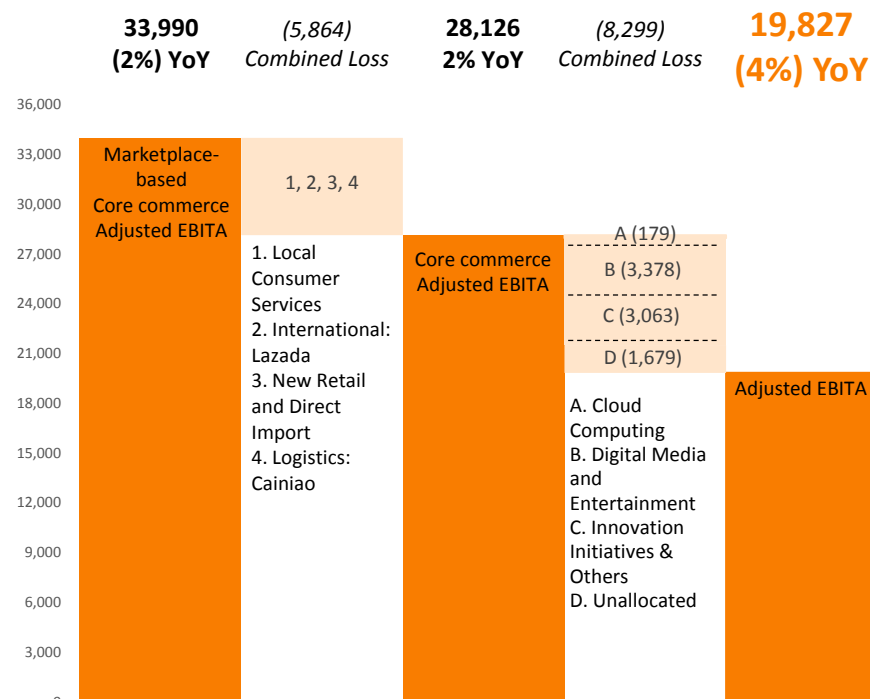 33,990
(2%) YoY
(5,864)
Combined Loss
28,126
2% YoY
(8,299)
Combined Loss
19,827
(4%) YoY
36,000
33,000
30,000
27,000
24,000
21,000
18,000
15,000
12,000
9,000
6,000
3,000
Marketplace-
based
Core commerce
Adjusted EBITA
1, 2, 3, 4
1. Local
Consumer
Services
2. International:
Lazada
3. New Retail
and Direct
Import
4. Logistics:
Cainiao
Core commerce
Adjusted EBITA
A (179)
B (3,378)
C (3,063)
D (1,679)
A. Cloud
Computing
B. Digital Media
and
Entertainment
C. Innovation
Initiatives &
Others
D. Unallocated
Adjusted EBITA